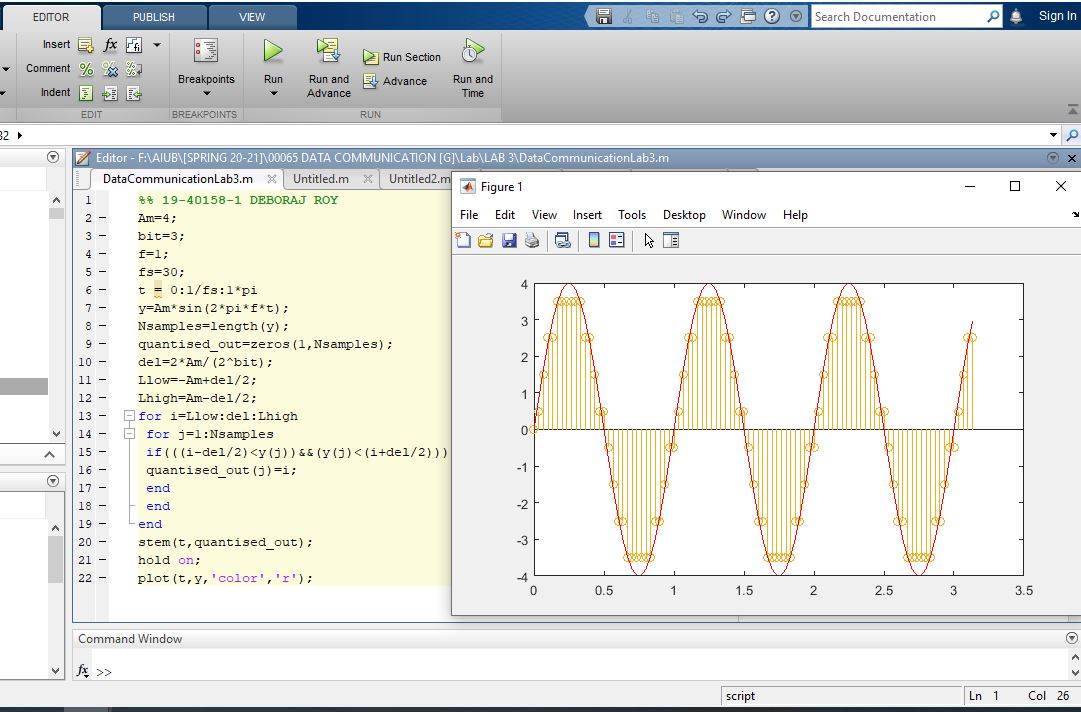 EDITOR PUBLISH VIEW
Search Documentation Sign In
Insert fx
Comment
Indent
Breakpoints
Run
Run and Advance
Run Section
Advance
Run and Time
EDIT BREAKPOINTS RUN
Editor - F:\AIUB\[SPRING 20-21]\00065 DATA COMMUNICATION [G]\Lab\LAB 3\DataCommunicationLab3.m
DataCommunicationLab3.m Untitled.m Untitled2.m
1 %% 19-40158-1 DEBORAJ ROY
2 – Am=4;
3 – bit=3;
4 – f=1;
5 – fs=30;
6 – t = 0:1/fs:1*pi
7 – y=Am*sin(2*pi*f*t);
8 – Nsamples=length(y);
9 – quantised_out=zeros(1,Nsamples);
10 – del=2*Am/(2^bit);
11 – Llow=-Am+del/2;
12 – Lhigh=Am-del/2;
13 – for i=Llow:del:Lhigh
14 – for j=1:Nsamples
15 – if(((i-del/2)<y(j))&&(y(j)<(i+del/2)))
16 – quantised_out(j)=i;
17 – end
18 – end
19 – end
20 – stem(t,quantised_out);
21 – hold on;
22 – plot(t,y,'color','r');
Figure 1
File Edit View Insert Tools Desktop Window Help
4
3
2
1
0
-1
-2
-3
-4
0 0.5 1 1.5 2 2.5 3 3.5
Command Window
fx >>
script Ln 1 Col 26